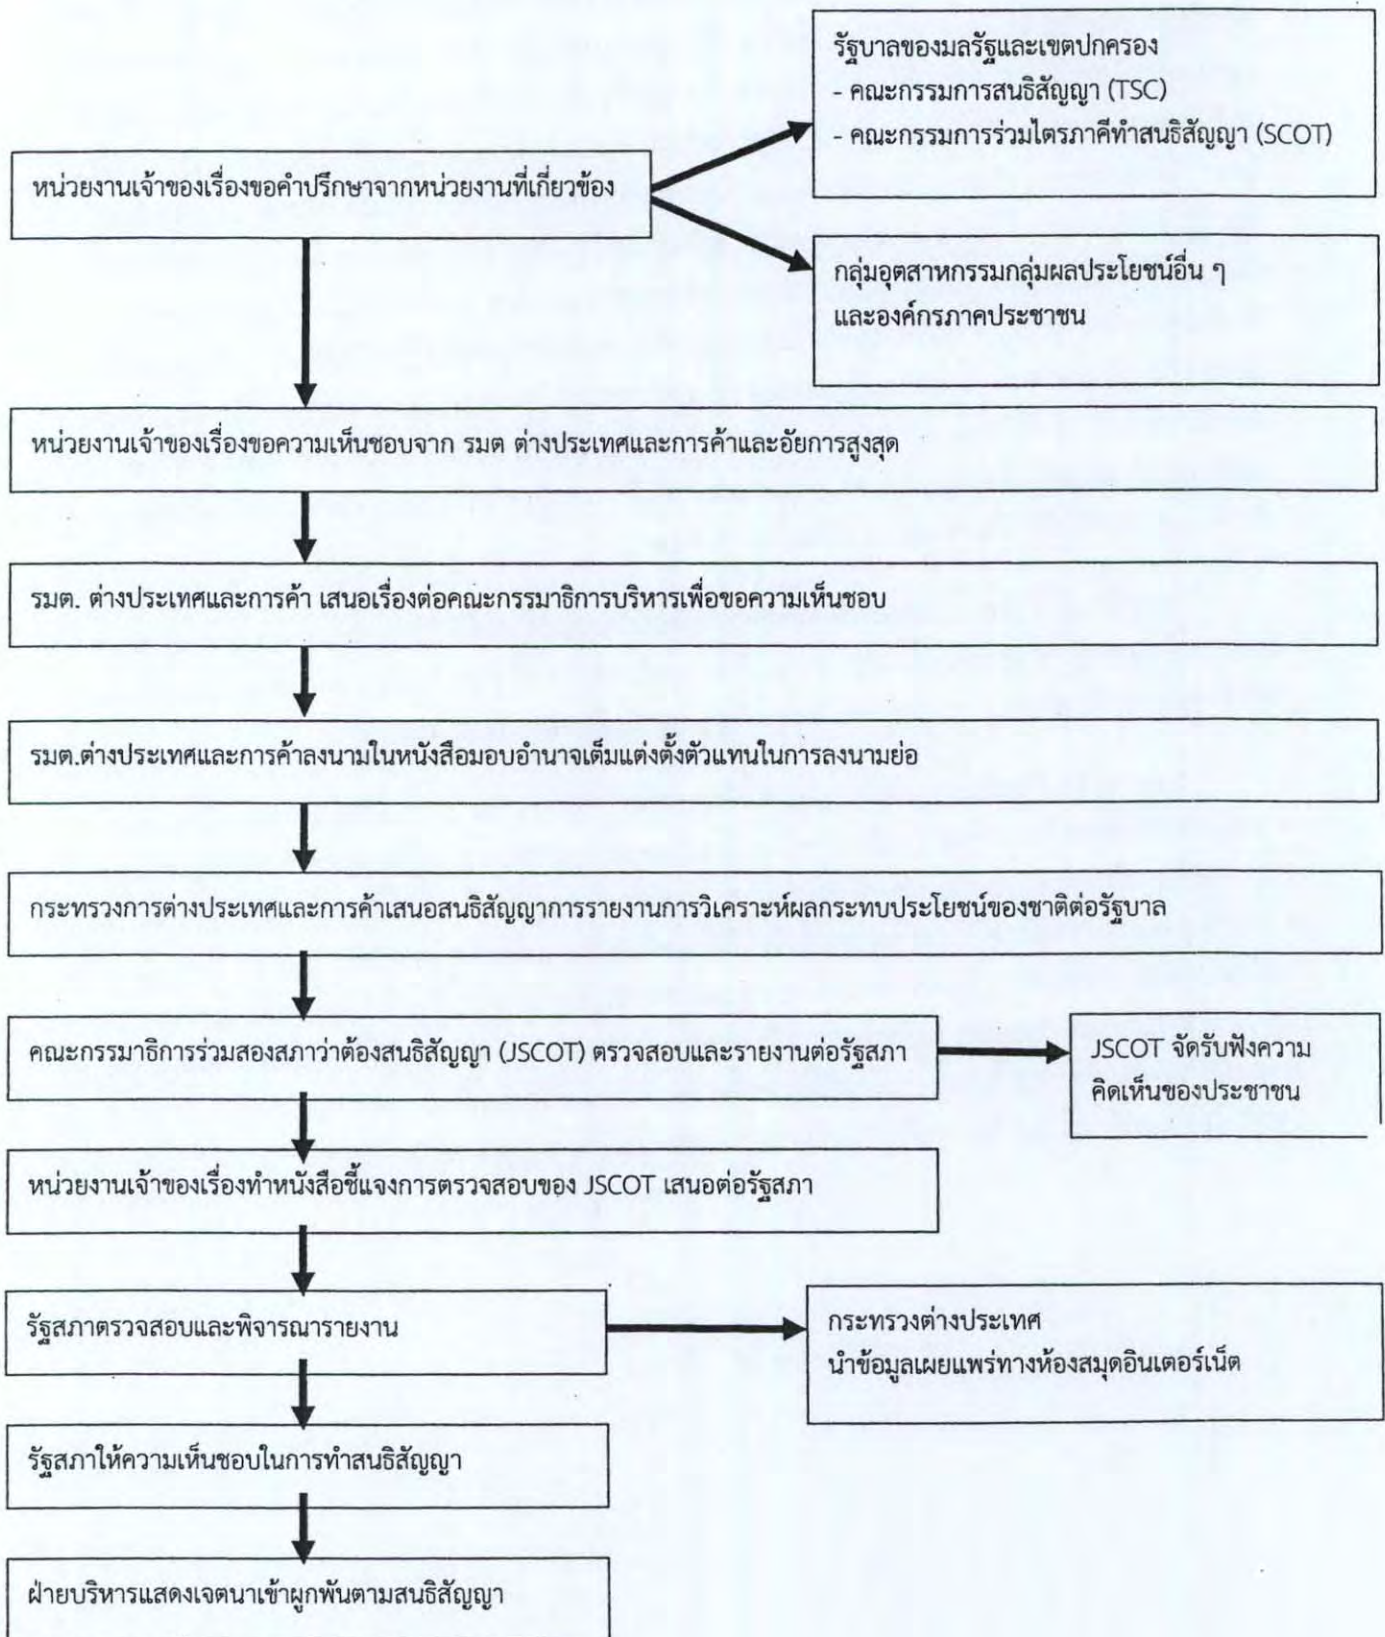 รัฐบาลของมลรัฐและเขตปกครอง
- คณะกรรมการสนธิสัญญา (TSC)
- คณะกรรมการร่วมไตรภาคีทำสนธิสัญญา (SCOT)
หน่วยงานเจ้าของเรื่องขอคำปรึกษาจากหน่วยงานที่เกี่ยวข้อง
กลุ่มอุตสาหกรรมกลุ่มผลประโยชน์อื่น ๆ
และองค์กรภาคประชาชน
หน่วยงานเจ้าของเรื่องขอความเห็นชอบจาก รมต ต่างประเทศและการค้าและอัยการสูงสุด
รมต. ต่างประเทศและการค้า เสนอเรื่องต่อคณะกรรมาธิการบริหารเพื่อขอความเห็นชอบ
รมต.ต่างประเทศและการค้าลงนามในหนังสือมอบอำนาจเต็มแต่งตั้งตัวแทนในการลงนามย่อ
กระทรวงการต่างประเทศและการค้าเสนอสนธิสัญญาการรายงานการวิเคราะห์ผลกระทบประโยชน์ของชาติต่อรัฐบาล
คณะกรรมาธิการร่วมสองสภาว่าต้องสนธิสัญญา (JSCOT) ตรวจสอบและรายงานต่อรัฐสภา
JSCOT จัดรับฟังความ
คิดเห็นของประชาชน
หน่วยงานเจ้าของเรื่องทำหนังสือชี้แจงการตรวจสอบของ JSCOT เสนอต่อรัฐสภา
รัฐสภาตรวจสอบและพิจารณารายงาน
กระทรวงต่างประเทศ
นำข้อมูลเผยแพร่ทางห้องสมุดอินเตอร์เน็ต
รัฐสภาให้ความเห็นชอบในการทำสนธิสัญญา
ฝ่ายบริหารแสดงเจตนาเข้าผูกพันตามสนธิสัญญา